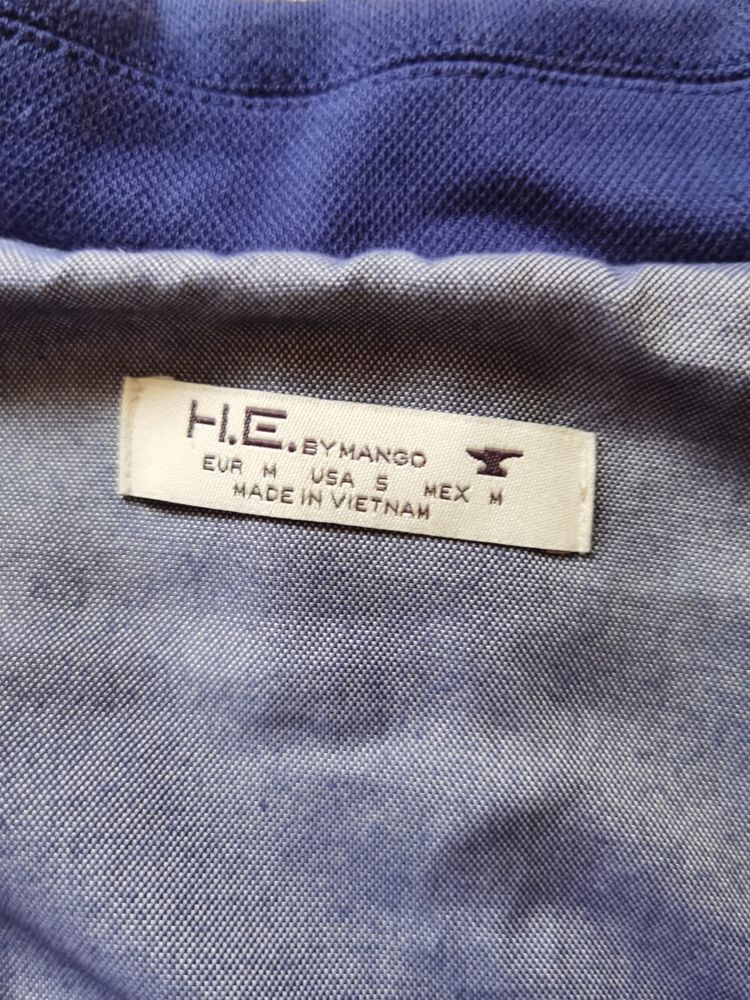 H.E. BY MANGO
EUR M USA S MEX M
MADE IN VIETNAM